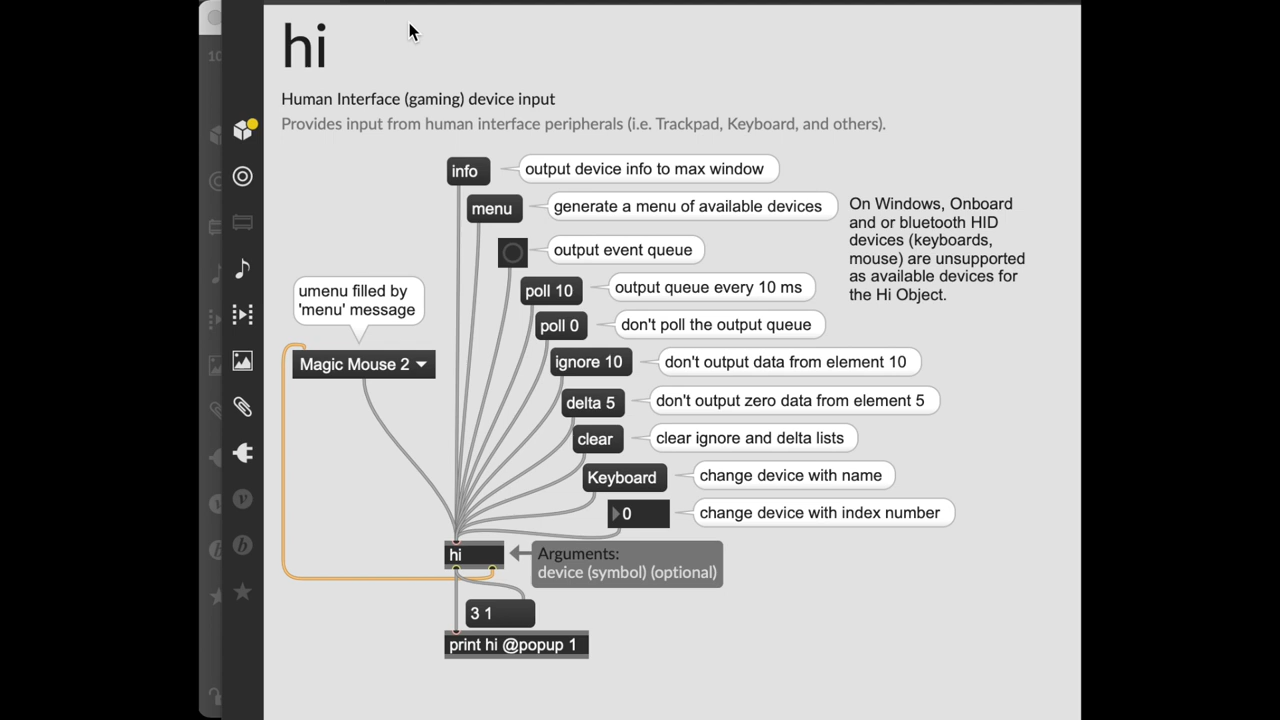 hi
Human Interface (gaming) device input
Provides input from human interface peripherals (i.e. Trackpad, Keyboard, and others).
info
output device info to max window
menu
generate a menu of available devices
On Windows, Onboard
and or bluetooth HID
devices (keyboards,
mouse) are unsupported
as available devices for
the Hi Object.
output event queue
poll 10
output queue every 10 ms
umenu filled by
'menu' message
poll 0
don't poll the output queue
Magic Mouse 2
ignore 10
don't output data from element 10
delta 5
don't output zero data from element 5
clear
clear ignore and delta lists
Keyboard
change device with name
0
change device with index number
hi
Arguments:
device (symbol) (optional)
3 1
print hi @popup 1